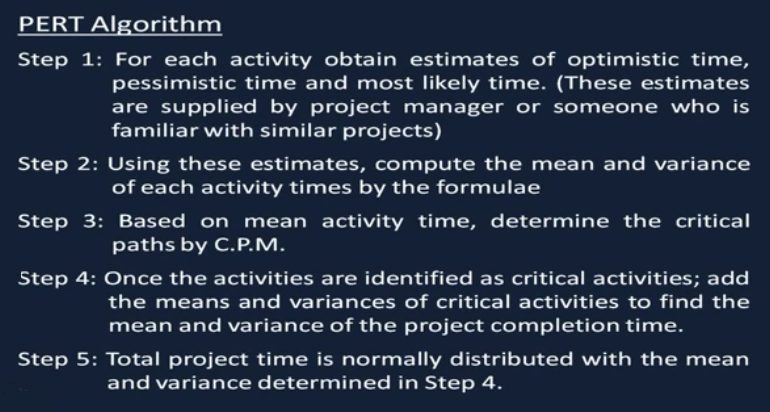 PERT Algorithm
Step 1: For each activity obtain estimates of optimistic time,
pessimistic time and most likely time. (These estimates
are supplied by project manager or someone who is
familiar with similar projects)
Step 2: Using these estimates, compute the mean and variance
of each activity times by the formulae
Step 3: Based on mean activity time, determine the critical
paths by C.P.M.
Step 4: Once the activities are identified as critical activities; add
the means and variances of critical activities to find the
mean and variance of the project completion time.
Step 5: Total project time is normally distributed with the mean
and variance determined in Step 4.